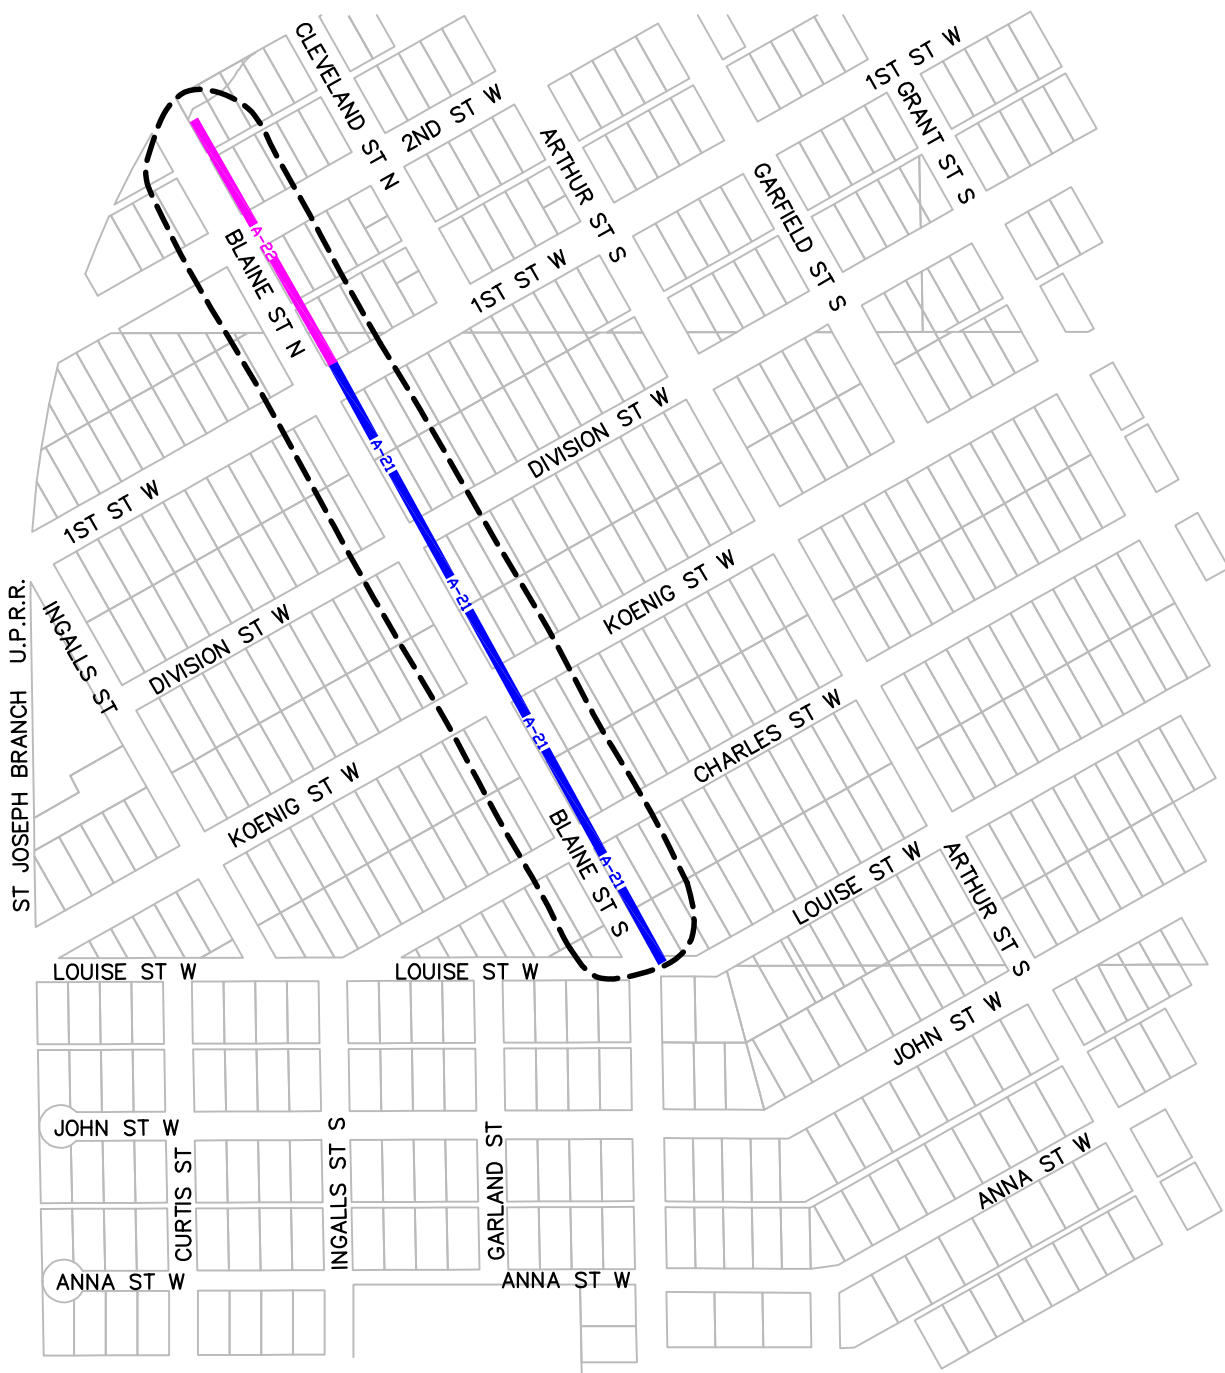 CLEVELAND ST N
1ST ST W
GRANT ST S
2ND ST W
ARTHUR ST S
GARFIELD ST S
A-22
BLAINE ST N
1ST ST W
DIVISION ST W
A-21
1ST ST W
KOENIG ST W
A-21
INGALLS ST
DIVISION ST W
ST JOSEPH BRANCH U.P.R.R.
CHARLES ST W
A-21
KOENIG ST W
BLAINE ST S
A-21
LOUISE ST W
ARTHUR ST S
LOUISE ST W
LOUISE ST W
JOHN ST W
JOHN ST W
CURTIS ST
INGALLS ST S
GARLAND ST
ANNA ST W
ANNA ST W
ANNA ST W